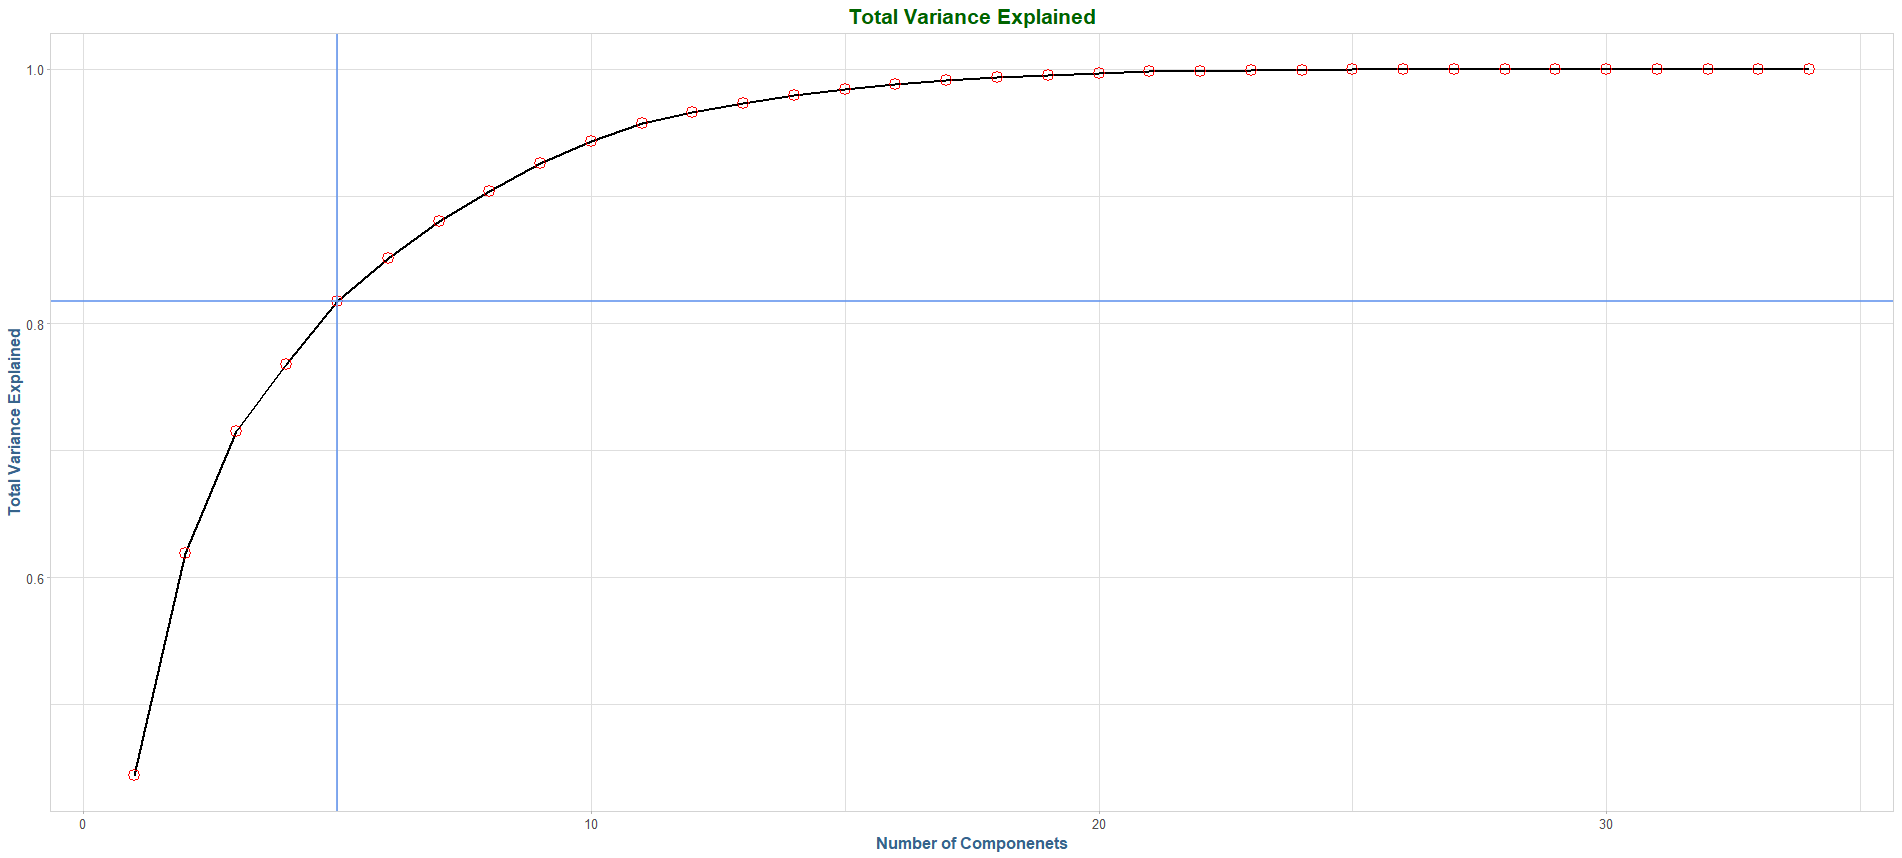 Total Variance Explained
1.0
0.8
0.6
Total Variance Explained
0 10 20 30
Number of Componenets